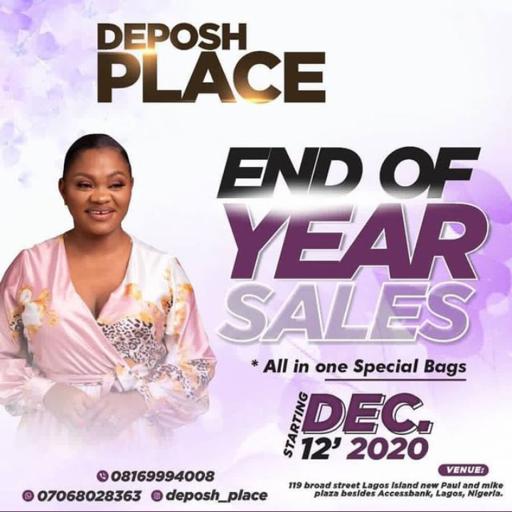 DEPOSH
PLACE
END OF
YEAR
SALES
* All in one Special Bags
STARTING
DEC.
12' 2020
VENUE:
119 broad street Lagos Island new Paul and mike
plaza besides Accessbank, Lagos, Nigeria.
08169994008
07068028363 deposh_place